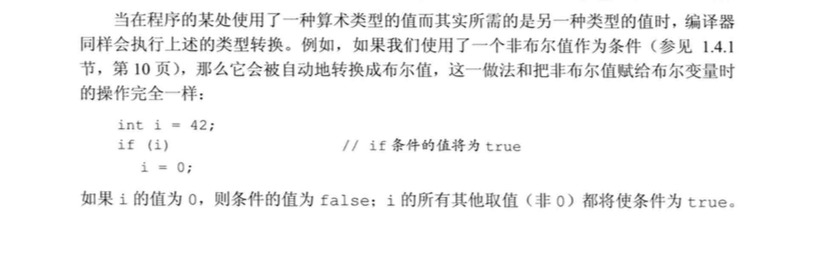 当在程序的某处使用了一种算术类型的值而其实所需的是另一种类型的值时，编译器
同样会执行上述的类型转换。例如，如果我们使用了一个非布尔值作为条件（参见 1.4.1
节，第 10 页），那么它会被自动地转换成布尔值，这一做法和把非布尔值赋给布尔变量时
的操作完全一样：
int i = 42;
if (i) // if 条件的值将为 true
i = 0;
如果 i 的值为 0，则条件的值为 false；i 的所有其他取值（非 0）都将使条件为 true。